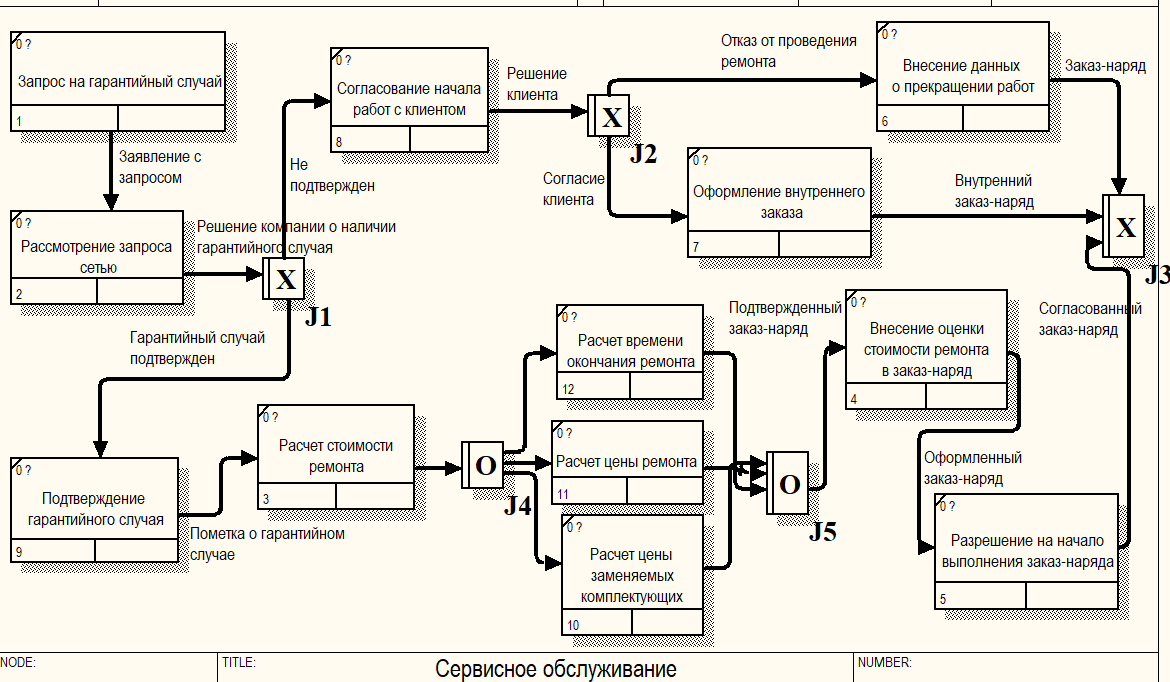 0 ?
Запрос на гарантийный случай
1
Заявление с
запросом
0 ?
Рассмотрение запроса
сетью
2
Решение компании о наличии
гарантийного случая
X
J1
Не
подтвержден
0 ?
Согласование начала
работ с клиентом
8
Решение
клиента
X
J2
Отказ от проведения
ремонта
0 ?
Внесение данных
о прекращении работ
6
Заказ-наряд
Согласие
клиента
0 ?
Оформление внутреннего
заказа
7
Внутренний
заказ-наряд
X
J3
Гарантийный случай
подтвержден
0 ?
Подтверждение
гарантийного случая
9
Пометка о гарантийном
случае
0 ?
Расчет стоимости
ремонта
3
O
J4
0 ?
Расчет времени
окончания ремонта
12
0 ?
Расчет цены ремонта
11
0 ?
Расчет цены
заменяемых
комплектующих
10
O
J5
Подтвержденный
заказ-наряд
0 ?
Внесение оценки
стоимости ремонта
в заказ-наряд
4
Оформленный
заказ-наряд
0 ?
Разрешение на начало
выполнения заказ-наряда
5
Согласованный
заказ-наряд
NODE:
TITLE:
Сервисное обслуживание
NUMBER: